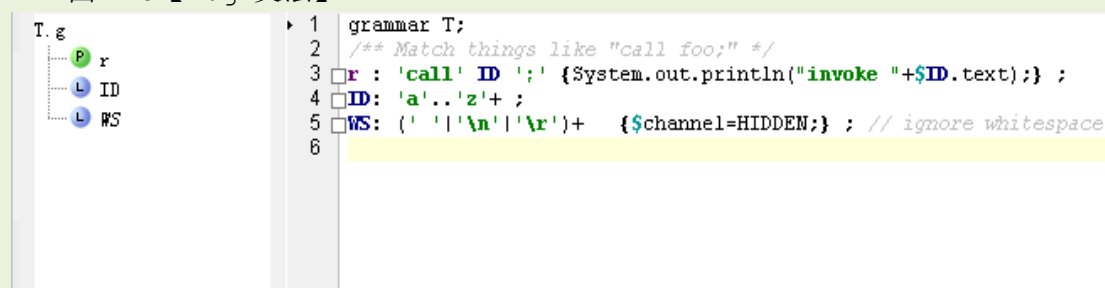 T.g
P r
L ID
L WS
1 grammar T;
2 /** Match things like "call foo;" */
3 r : 'call' ID ';' {System.out.println("invoke "+$ID.text);} ;
4 ID: 'a'..'z'+ ;
5 WS: (' '|'\n'|'\r')+ {$channel=HIDDEN;} ; // ignore whitespace
6